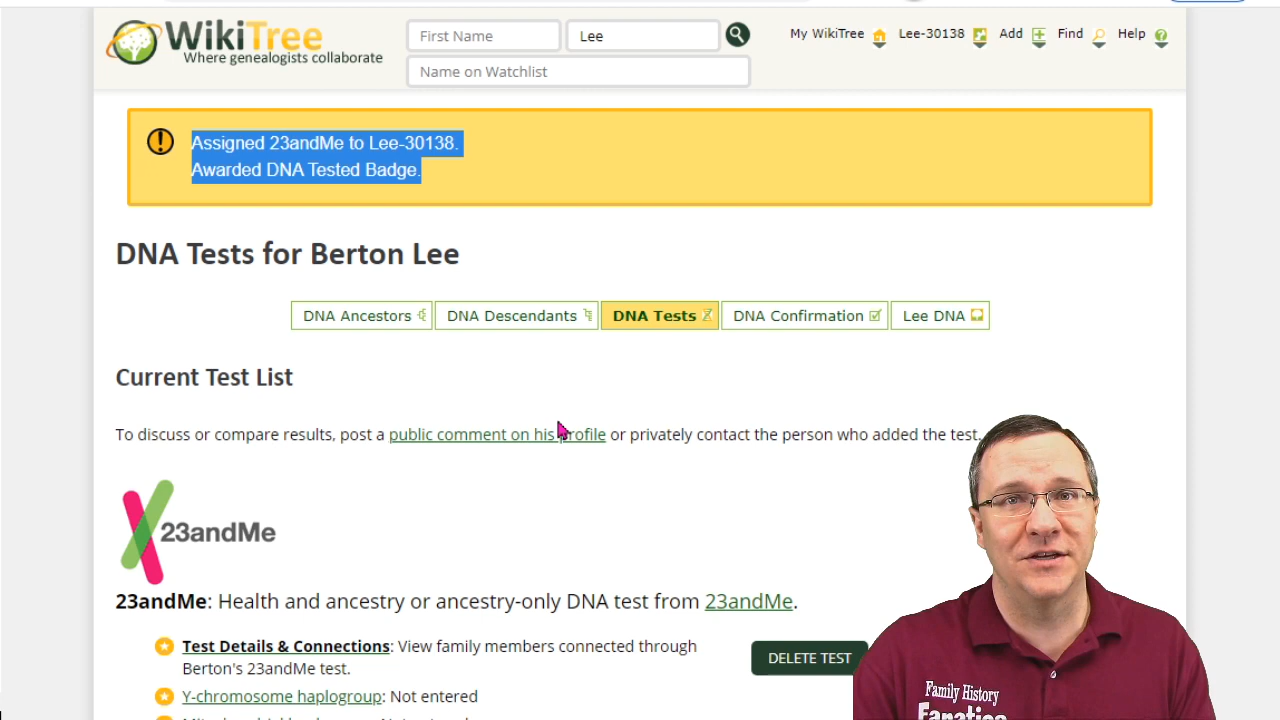 WikiTree
Where genealogists collaborate
First Name
Lee
Name on Watchlist
My WikiTree
Lee-30138
Add
Find
Help
Assigned 23andMe to Lee-30138.
Awarded DNA Tested Badge.
DNA Tests for Berton Lee
DNA Ancestors
DNA Descendants
DNA Tests
DNA Confirmation
Lee DNA
Current Test List
To discuss or compare results, post a public comment on his profile or privately contact the person who added the test.
23andMe
23andMe: Health and ancestry or ancestry-only DNA test from 23andMe.
Test Details & Connections: View family members connected through
Berton's 23andMe test.
DELETE TEST
Y-chromosome haplogroup: Not entered
Family History
Fanatics